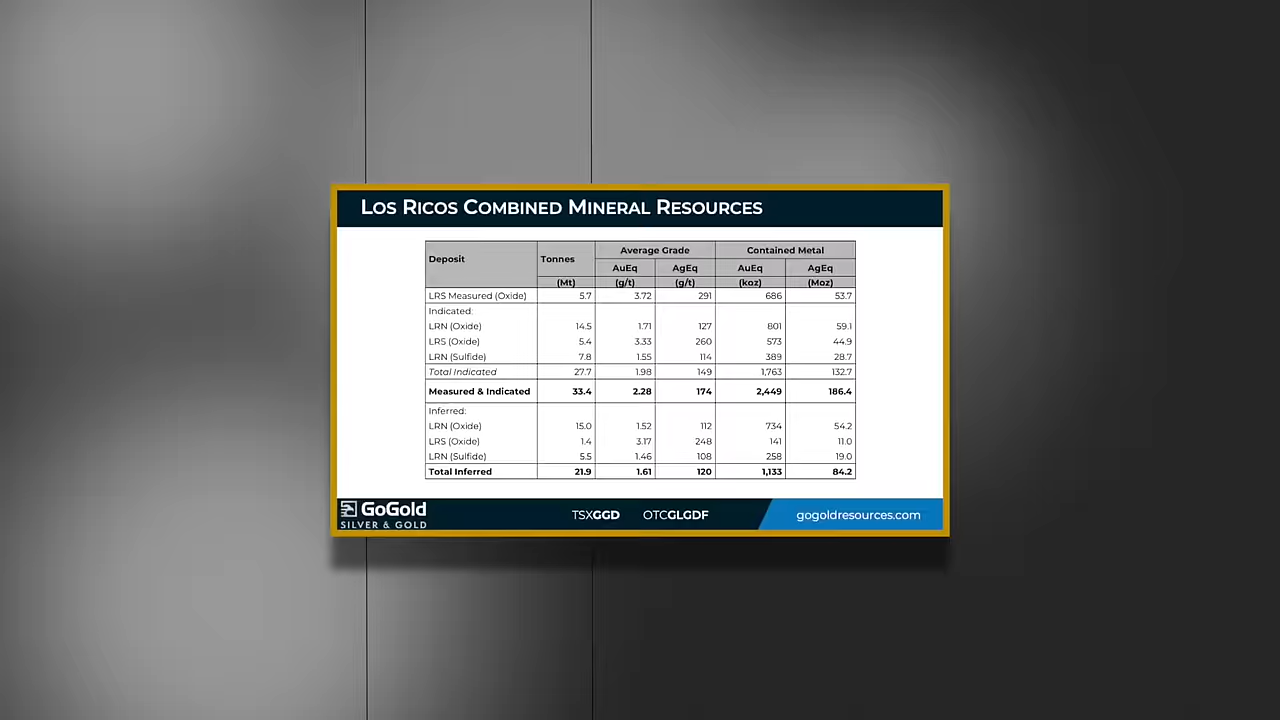 LOS RICOS COMBINED MINERAL RESOURCES
Deposit Tonnes Average Grade Contained Metal
AuEq AgEq AuEq AgEq
(Mt) (g/t) (g/t) (koz) (Moz)
LRS Measured (Oxide) 5.7 3.72 291 686 53.7
Indicated:
LRN (Oxide) 14.5 1.71 127 801 59.1
LRS (Oxide) 5.4 3.33 260 573 44.9
LRN (Sulfide) 7.8 1.55 114 389 28.7
Total Indicated 27.7 1.98 149 1,763 132.7
Measured & Indicated 33.4 2.28 174 2,449 186.4
Inferred:
LRN (Oxide) 15.0 1.52 112 734 54.2
LRS (Oxide) 1.4 3.17 248 141 11.0
LRN (Sulfide) 5.5 1.46 108 258 19.0
Total Inferred 21.9 1.61 120 1,133 84.2
GoGold
SILVER & GOLD
TSXGGD OTCGLGDF gogoldresources.com